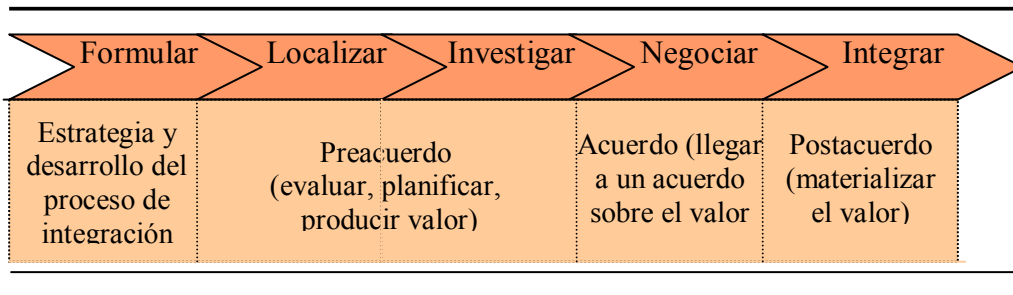 Formular Localizar Investigar Negociar Integrar
Estrategia y
desarrollo del
proceso de
integración
Preacuerdo
(evaluar, planificar,
producir valor)
Acuerdo (llegar
a un acuerdo
sobre el valor
Postacuerdo
(materializar
el valor)